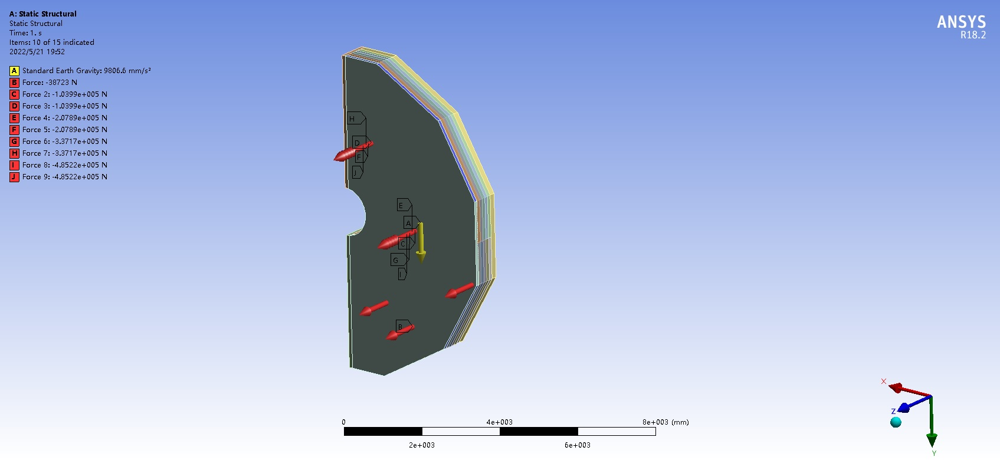 A: Static Structural
Static Structural
Time: 1. s
Items: 10 of 15 indicated
2022/5/21 19:52
A Standard Earth Gravity: 9806.6 mm/s²
B Force: -38723 N
C Force 2: -1.0399e+005 N
D Force 3: -1.0399e+005 N
E Force 4: -2.0789e+005 N
F Force 5: -2.0789e+005 N
G Force 6: -3.3717e+005 N
H Force 7: -3.3717e+005 N
I Force 8: -4.8522e+005 N
J Force 9: -4.8522e+005 N
ANSYS
R18.2
H
D
F
J
E
A
C
G
I
B
X
Z
Y
0 4e+003 8e+003 (mm)
2e+003 6e+003